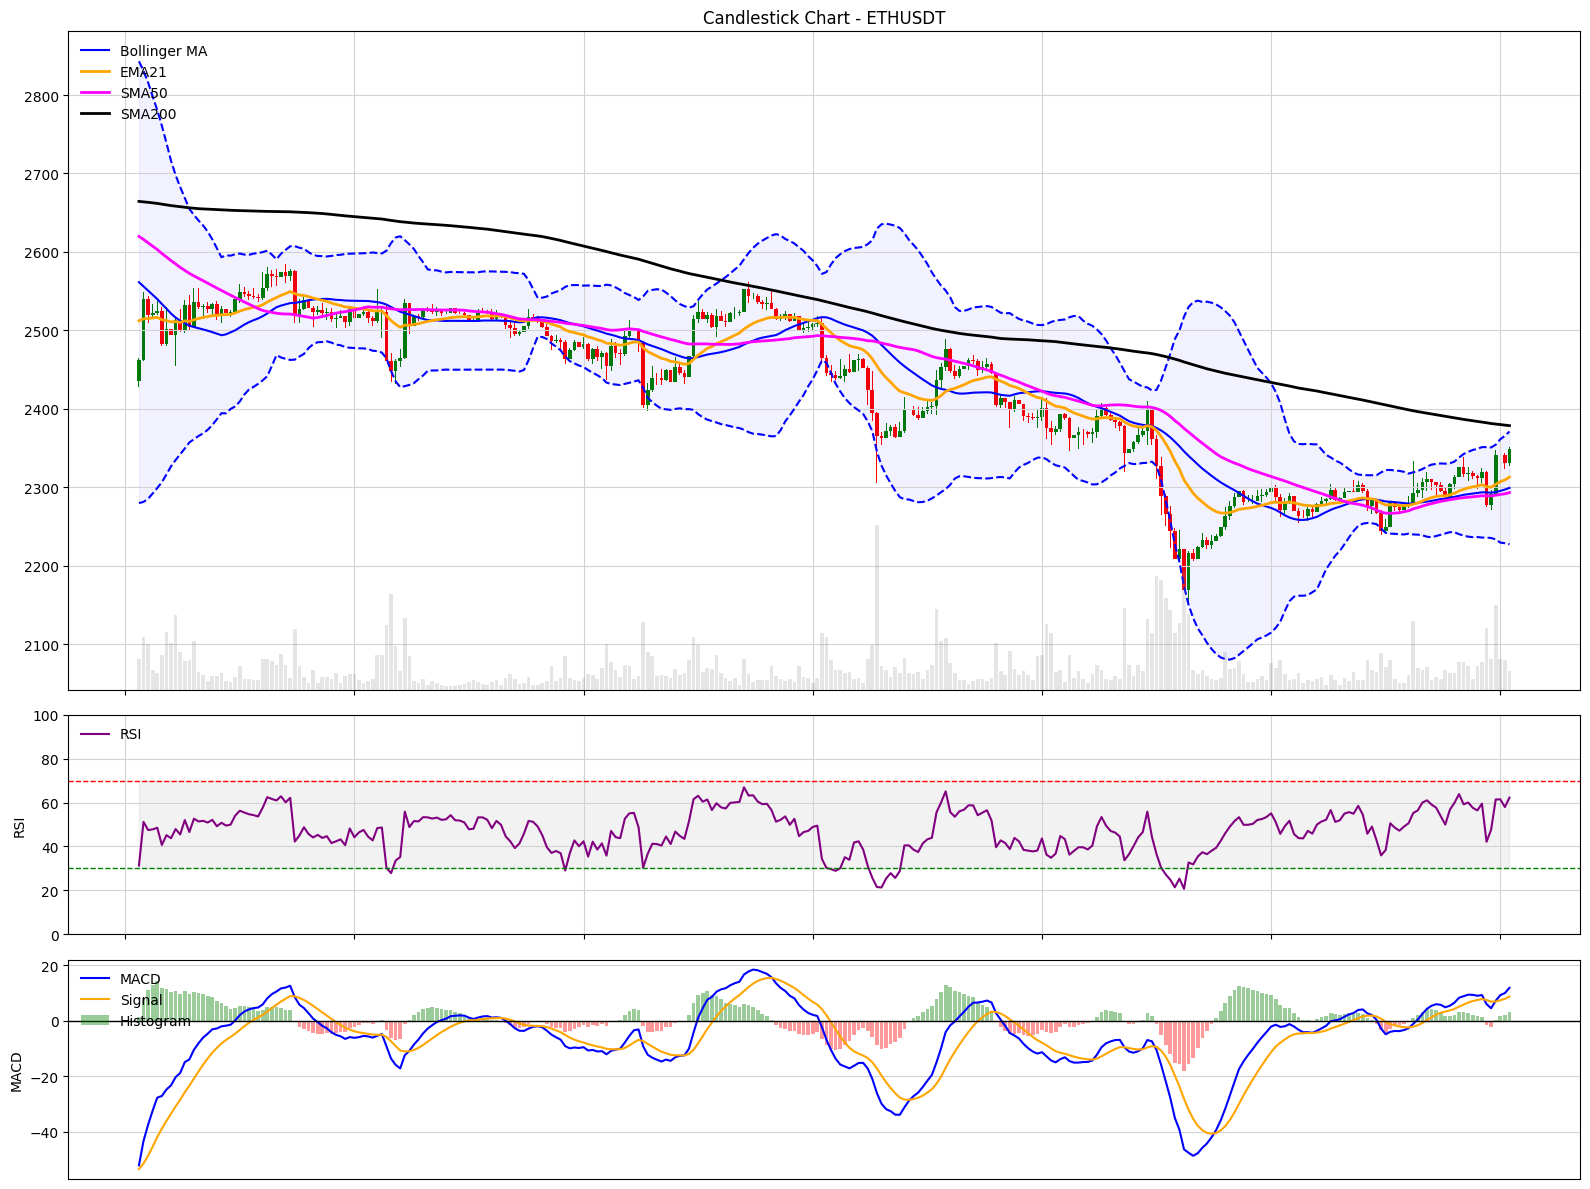 Candlestick Chart - ETHUSDT
Bollinger MA
EMA21
SMA50
SMA200
2800
2700
2600
2500
2400
2300
2200
2100
RSI
100
80
60
40
20
0
RSI
MACD
Signal
Histogram
20
0
−20
−40
MACD